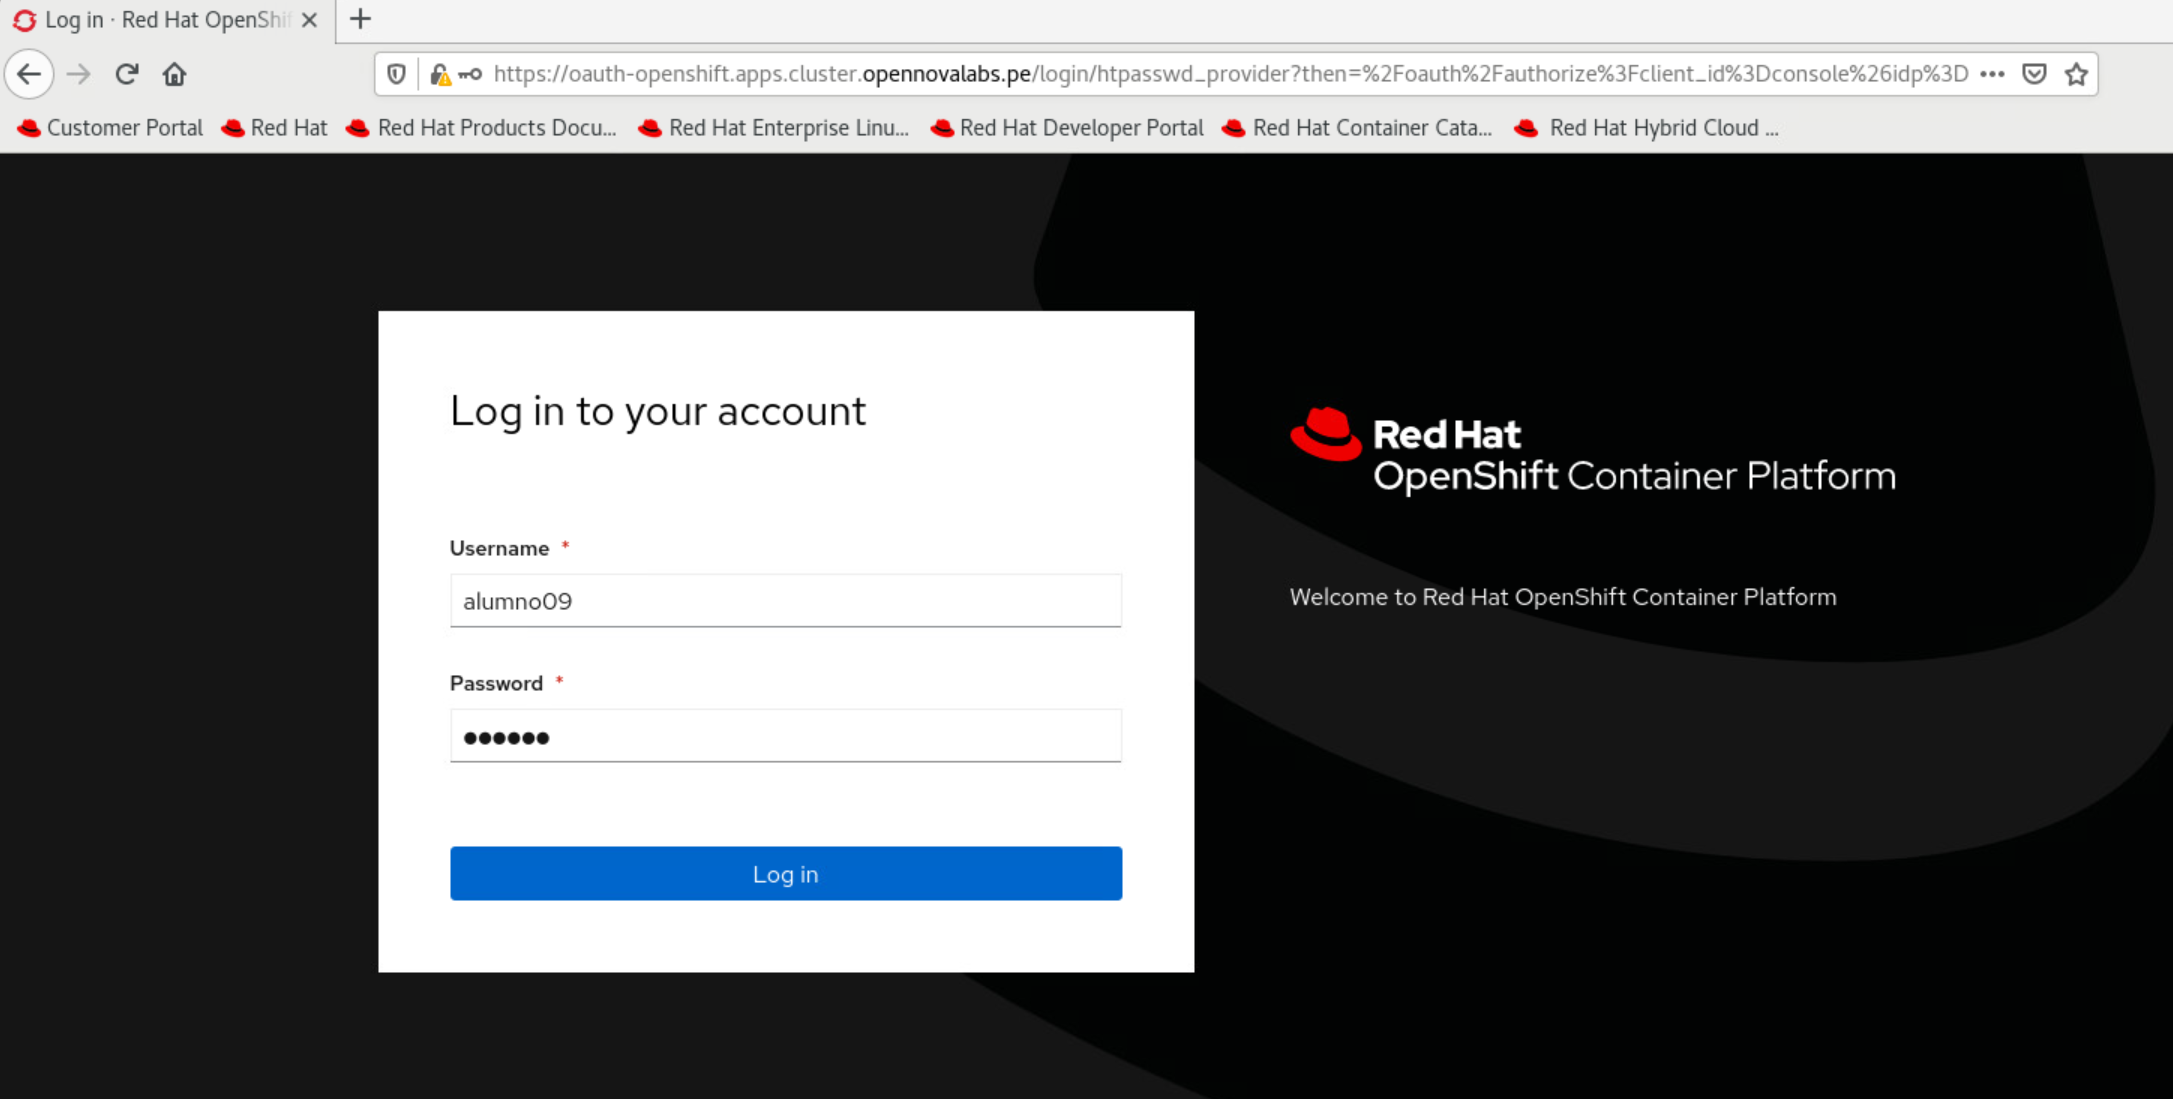 Log in · Red Hat OpenShif
https://oauth-openshift.apps.cluster.opennovalabs.pe/login/htpasswd_provider?then=%2Foauth%2Fauthorize%3Fclient_id%3Dconsole%26idp%3D
Customer Portal Red Hat Red Hat Products Docu... Red Hat Enterprise Linu... Red Hat Developer Portal Red Hat Container Cata... Red Hat Hybrid Cloud ...
Log in to your account
Username *
alumno09
Password *
●●●●●●
Log in
Red Hat
OpenShift Container Platform
Welcome to Red Hat OpenShift Container Platform